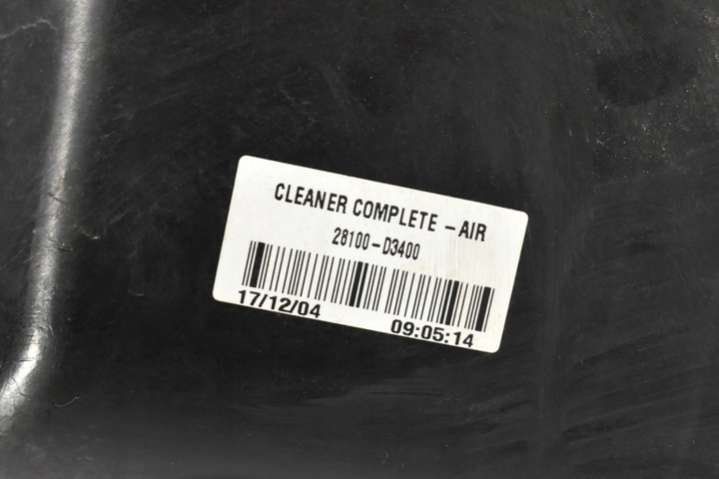 CLEANER COMPLETE -AIR
28100-D3400
17/12/04 09:05:14